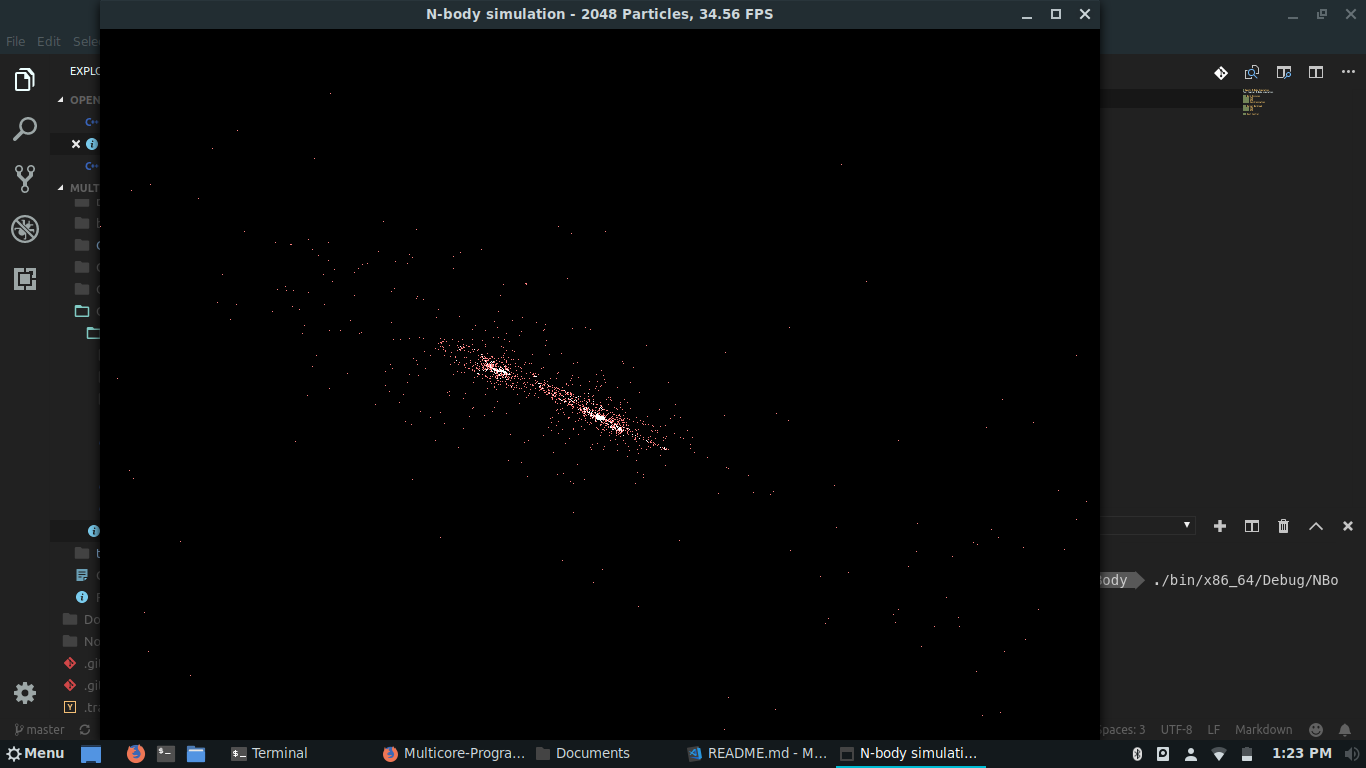 N-body simulation - 2048 Particles, 34.56 FPS
File Edit Sele
EXPL
OPEN
MULT
Body ./bin/x86_64/Debug/NBo
Do
No
.gi
.gi
.tra
master
Spaces: 3 UTF-8 LF Markdown
Menu Terminal Multicore-Progra... Documents README.md - M... N-body simulati... 1:23 PM